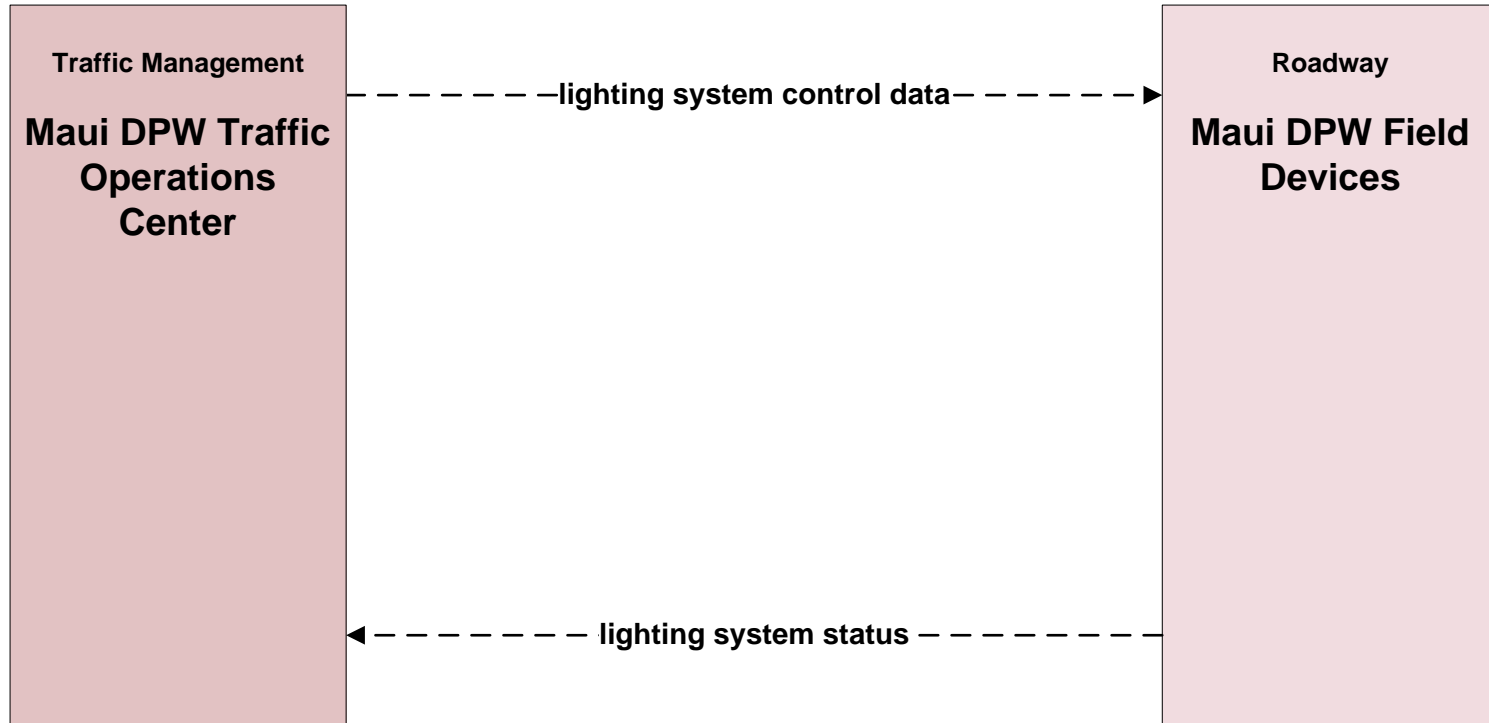 Traffic Management
Maui DPW Traffic
Operations
Center
lighting system control data
Roadway
Maui DPW Field
Devices
lighting system status